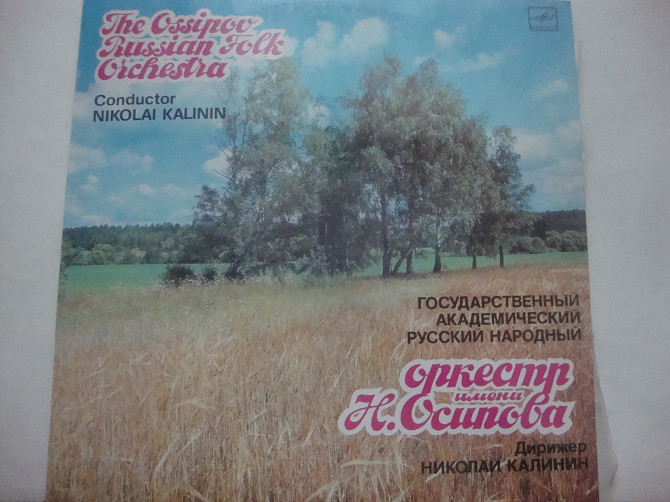 The Ossipov
Russian Folk
Orchestra
Conductor
NIKOLAI KALININ
ГОСУДАРСТВЕННЫЙ
АКАДЕМИЧЕСКИЙ
РУССКИЙ НАРОДНЫЙ
оркестр
имени
Н. Осипова
Дирижер
НИКОЛАЙ КАЛИНИН